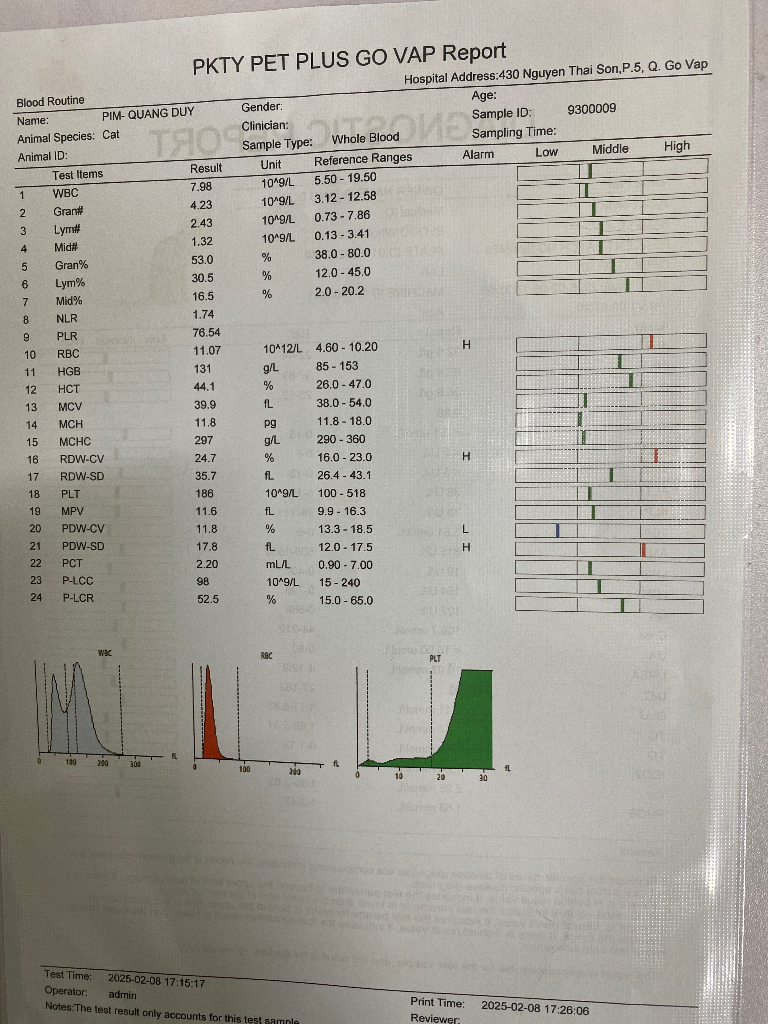 PKTY PET PLUS GO VAP Report
Hospital Address:430 Nguyen Thai Son,P.5, Q. Go Vap
Blood Routine
Name: PIM- QUANG DUY Gender: Age:
Animal Species: Cat Clinician: Sample ID: 9300009
Animal ID: Sample Type: Whole Blood Sampling Time:
Test Items Result Unit Reference Ranges Alarm Low Middle High
1 WBC 7.98 10^9/L 5.50 - 19.50
2 Gran# 4.23 10^9/L 3.12 - 12.58
3 Lym# 2.43 10^9/L 0.73 - 7.86
4 Mid# 1.32 10^9/L 0.13 - 3.41
5 Gran% 53.0 % 38.0 - 80.0
6 Lym% 30.5 % 12.0 - 45.0
7 Mid% 16.5 % 2.0 - 20.2
8 NLR 1.74
9 PLR 76.54
10 RBC 11.07 10^12/L 4.60 - 10.20 H
11 HGB 131 g/L 85 - 153
12 HCT 44.1 % 26.0 - 47.0
13 MCV 39.9 fL 38.0 - 54.0
14 MCH 11.8 pg 11.8 - 18.0
15 MCHC 297 g/L 290 - 360
16 RDW-CV 24.7 % 16.0 - 23.0 H
17 RDW-SD 35.7 fL 26.4 - 43.1
18 PLT 186 10^9/L 100 - 518
19 MPV 11.6 fL 9.9 - 16.3
20 PDW-CV 11.8 % 13.3 - 18.5 L
21 PDW-SD 17.8 fL 12.0 - 17.5 H
22 PCT 2.20 mL/L 0.90 - 7.00
23 P-LCC 98 10^9/L 15 - 240
24 P-LCR 52.5 % 15.0 - 65.0
WBC RBC PLT
0 100 200 300 fL 0 100 200 fL 0 10 20 30 fL
Test Time: 2025-02-08 17:15:17
Operator: admin
Print Time: 2025-02-08 17:26:06
Notes:The test result only accounts for this test sample
Reviewer: